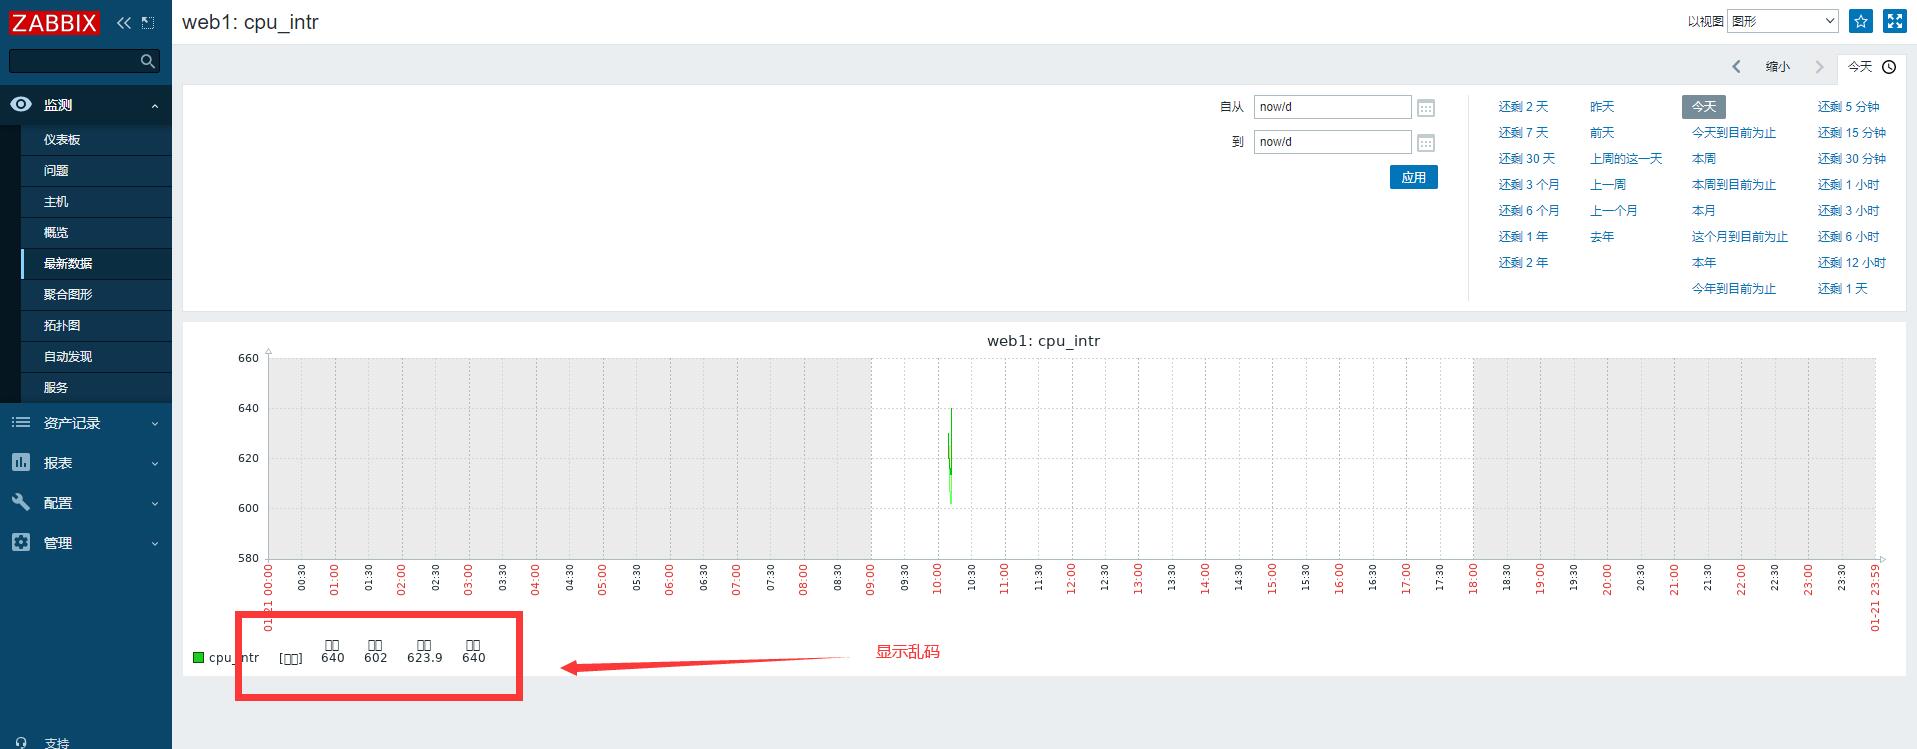 ZABBIX
web1: cpu_intr
以视图 图形
缩小
今天
监测
仪表板
问题
主机
概览
最新数据
聚合图形
拓扑图
自动发现
服务
资产记录
报表
配置
管理
支持
自从 now/d
到 now/d
应用
还剩 2 天 昨天 今天 还剩 5 分钟
还剩 7 天 前天 今天到目前为止 还剩 15 分钟
还剩 30 天 上周的这一天 本周 还剩 30 分钟
还剩 3 个月 上一周 本周到目前为止 还剩 1 小时
还剩 6 个月 上一个月 本月 还剩 3 小时
还剩 1 年 去年 这个月到目前为止 还剩 6 小时
还剩 2 年 本年 还剩 12 小时
今年到目前为止 还剩 1 天
web1: cpu_intr
660
640
620
600
580
01-21 00:00 00:30 01:00 01:30 02:00 02:30 03:00 03:30 04:00 04:30 05:00 05:30 06:00 06:30 07:00 07:30 08:00 08:30 09:00 09:30 10:00 10:30 11:00 11:30 12:00 12:30 13:00 13:30 14:00 14:30 15:00 15:30 16:00 16:30 17:00 17:30 18:00 18:30 19:00 19:30 20:00 20:30 21:00 21:30 22:00 22:30 23:00 23:30 01-21 23:59
□□ □□ □□ □□
cpu_intr [□□] 640 602 623.9 640
显示乱码